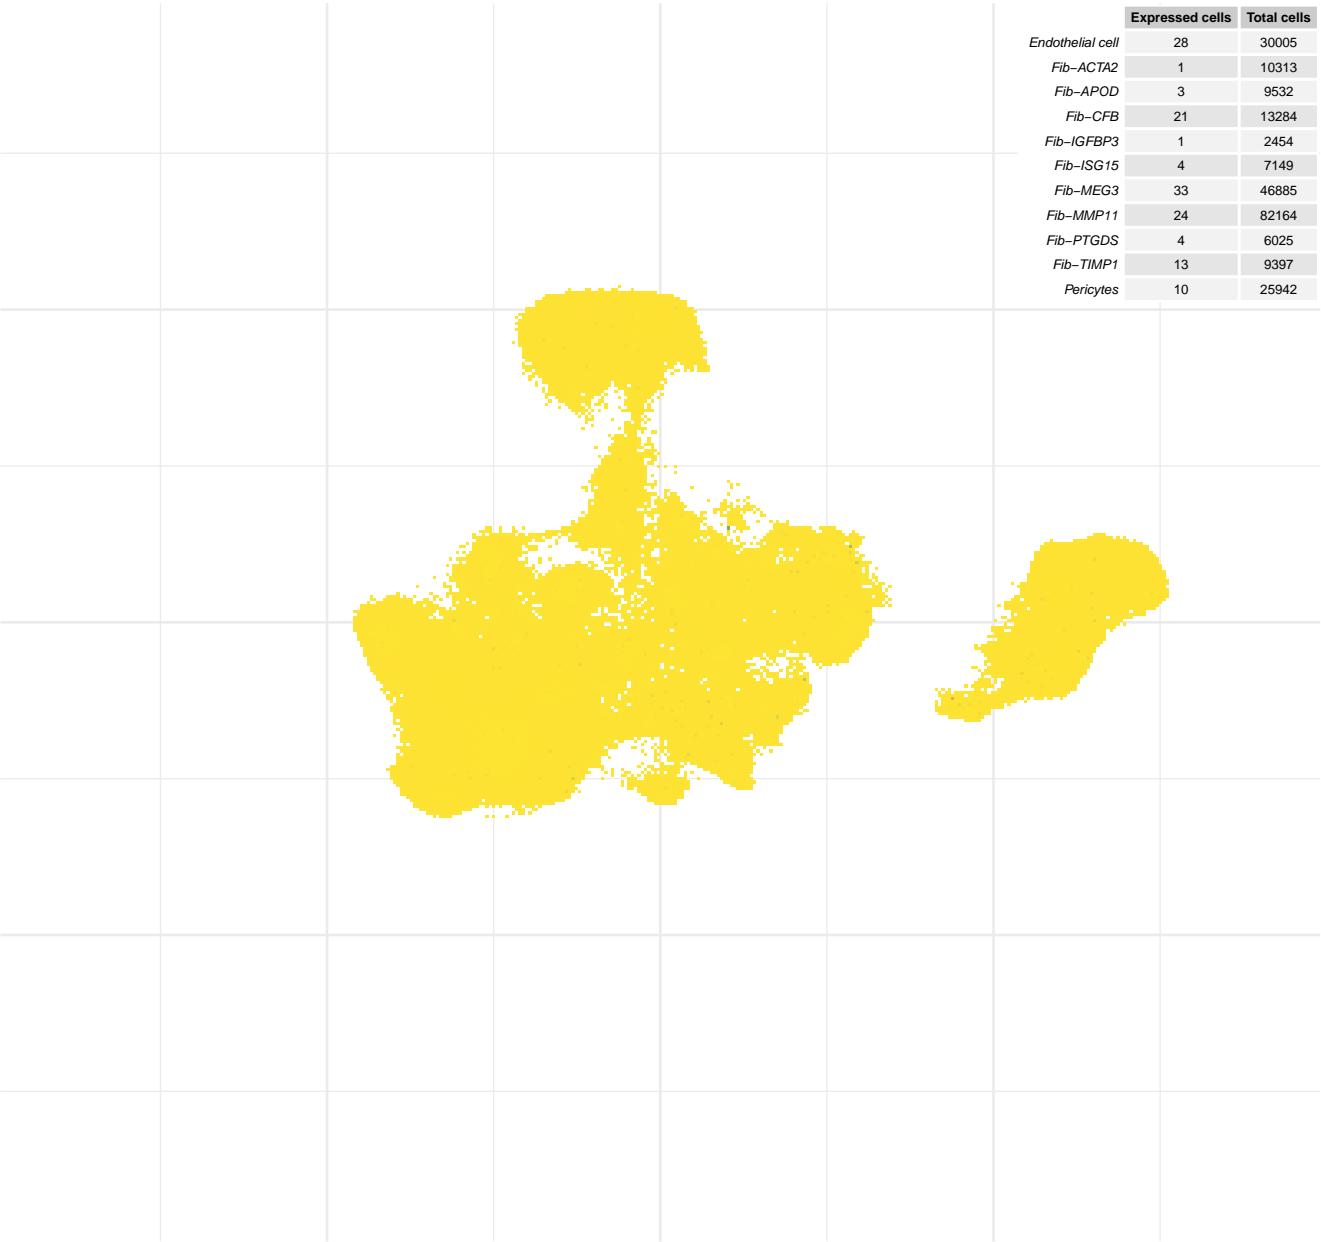 Expressed cells Total cells
Endothelial cell 28 30005
Fib−ACTA2 1 10313
Fib−APOD 3 9532
Fib−CFB 21 13284
Fib−IGFBP3 1 2454
Fib−ISG15 4 7149
Fib−MEG3 33 46885
Fib−MMP11 24 82164
Fib−PTGDS 4 6025
Fib−TIMP1 13 9397
Pericytes 10 25942